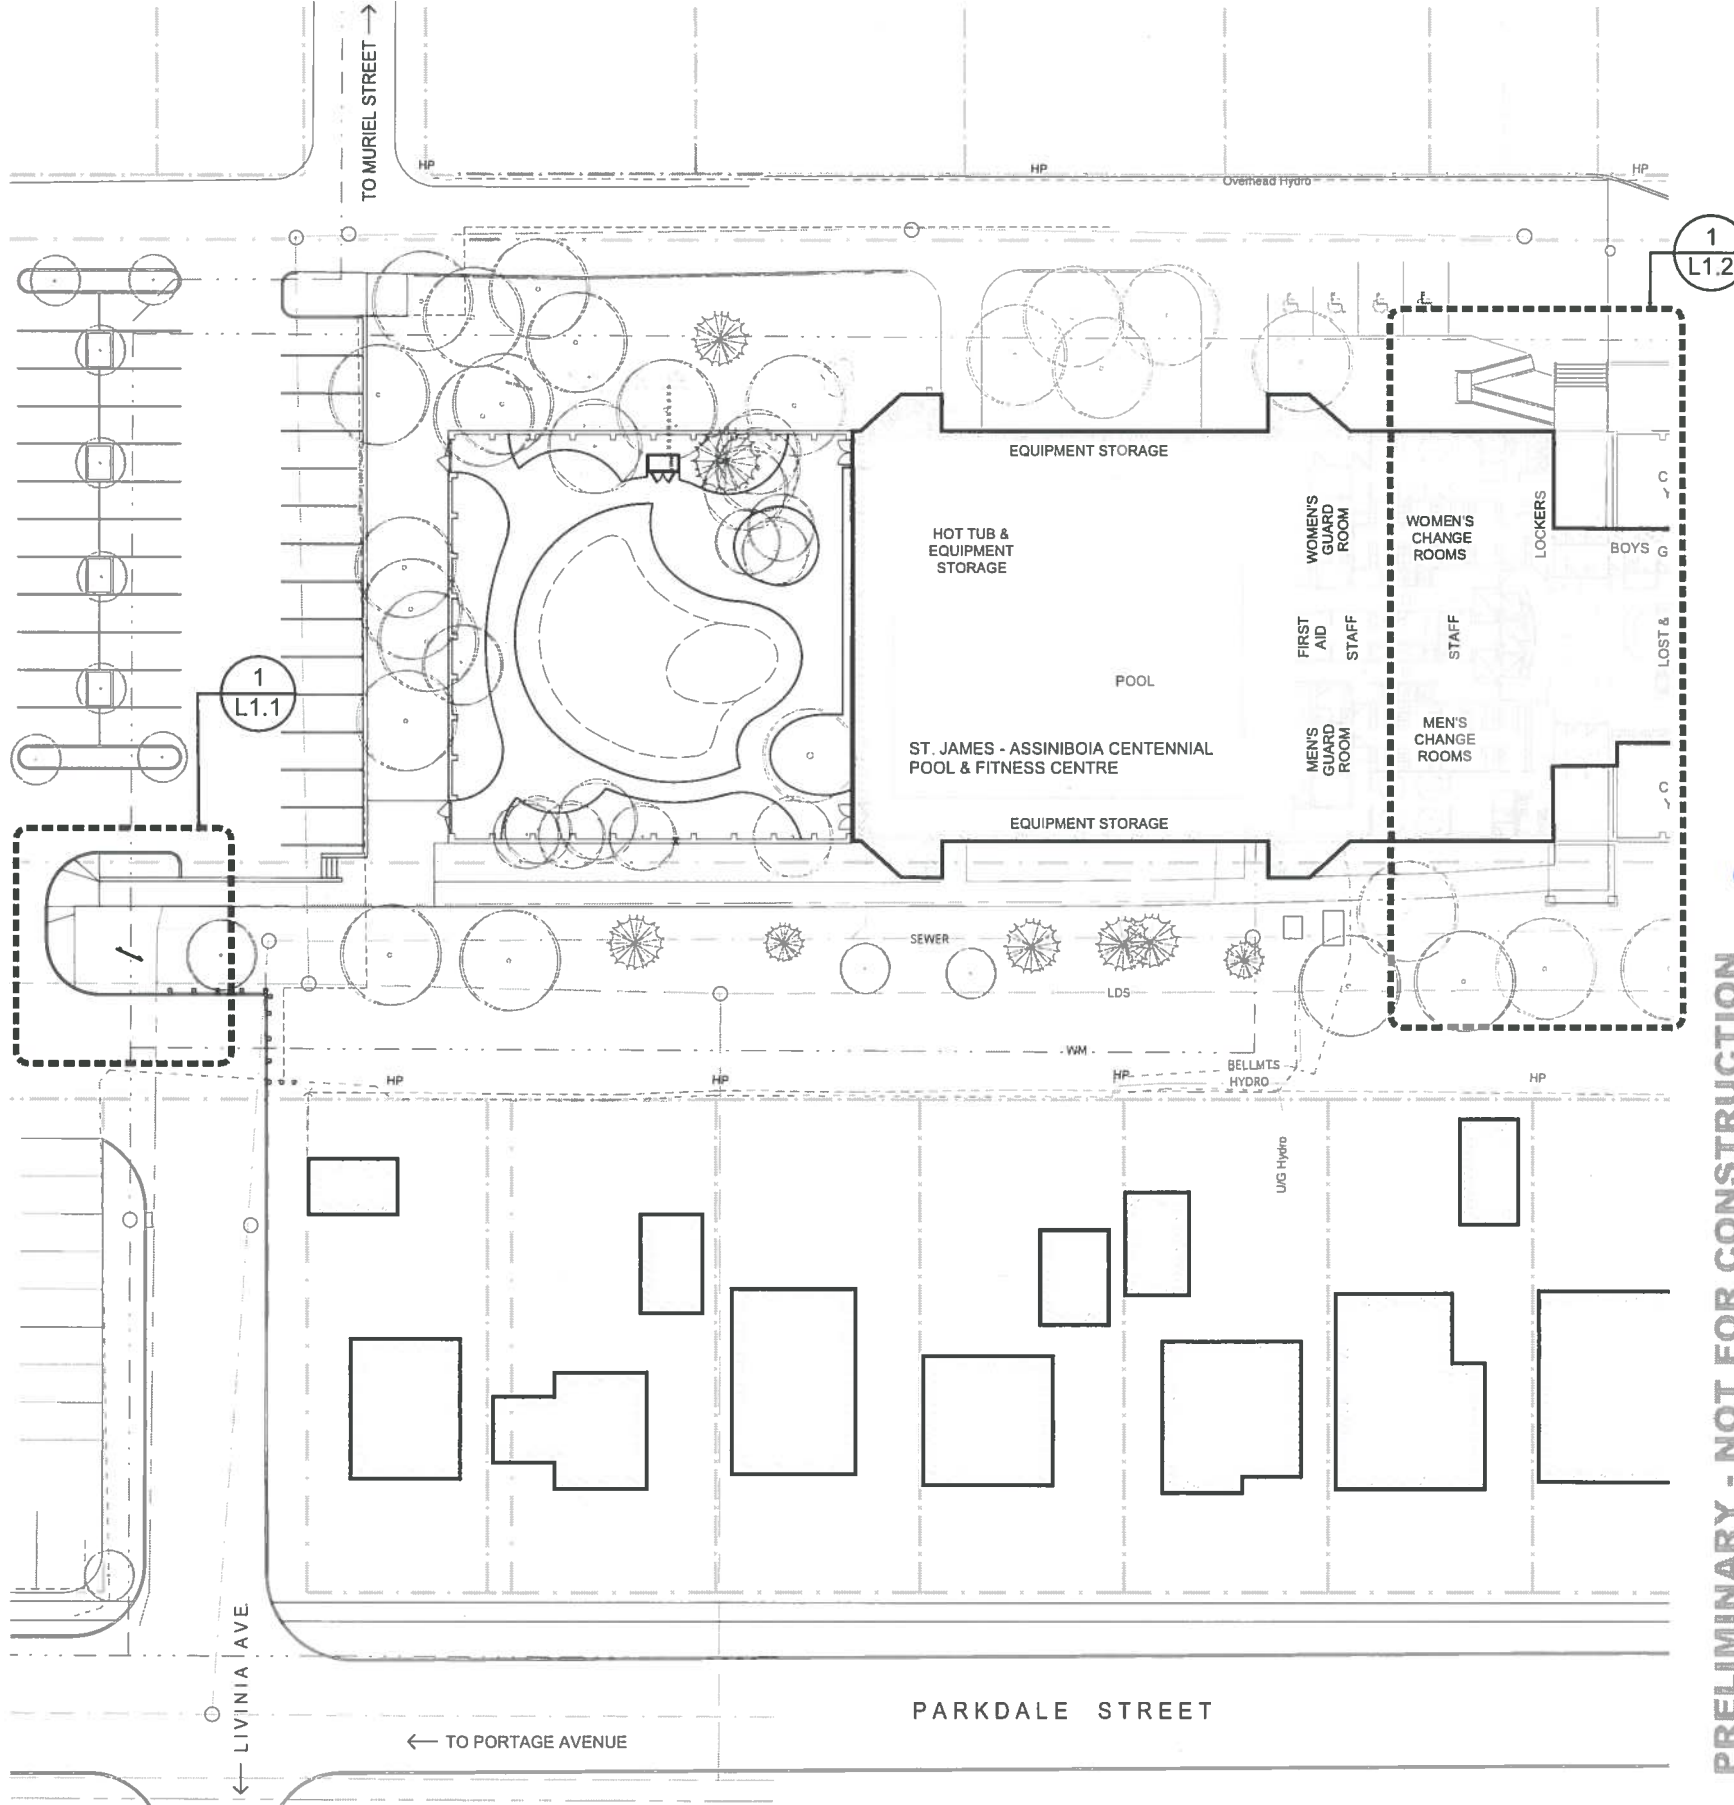 TO MURIEL STREET
HP
HP
HP
Overhead Hydro
1
L1.2
EQUIPMENT STORAGE
HOT TUB &
EQUIPMENT
STORAGE
WOMEN'S
GUARD
ROOM
WOMEN'S
CHANGE
ROOMS
LOCKERS
C
BOYS
G
FIRST
AID
STAFF
STAFF
LOST &
1
L1.1
POOL
MEN'S
GUARD
ROOM
MEN'S
CHANGE
ROOMS
ST. JAMES - ASSINIBOIA CENTENNIAL
POOL & FITNESS CENTRE
C
EQUIPMENT STORAGE
SEWER
LDS
WM
HP
HP
HP
BELLMTS
HYDRO
HP
U/G Hydro
LIVINIA AVE.
PARKDALE STREET
TO PORTAGE AVENUE
PRELIMINARY - NOT FOR CONSTRUCTION